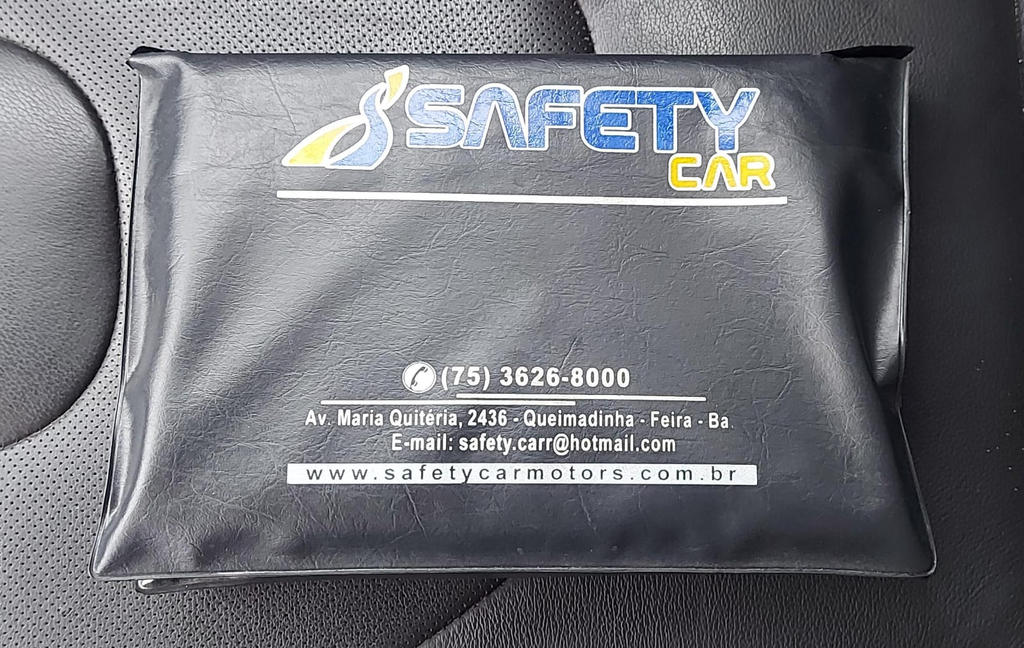 SAFETY
CAR
(75) 3626-8000
Av. Maria Quitéria, 2436 - Queimadinha - Feira - Ba.
E-mail: safety.carr@hotmail.com
www.safetycarmotors.com.br